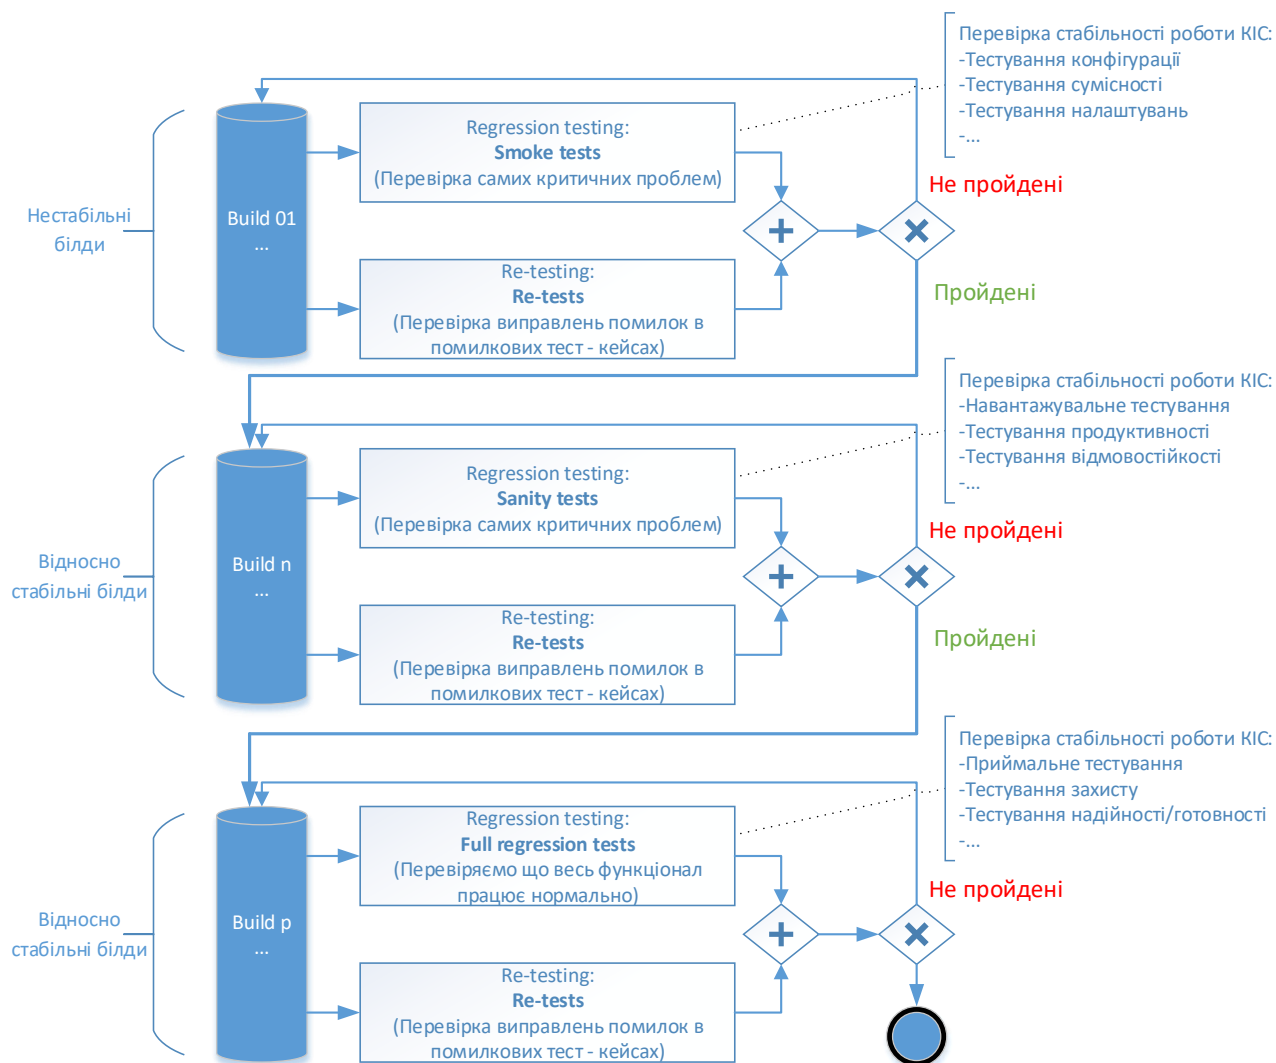 Перевірка стабільності роботи КІС:
-Тестування конфігурації
-Тестування сумісності
-Тестування налаштувань
-...
Regression testing:
Smoke tests
(Перевірка самих критичних проблем)
Не пройдені
Нестабільні
білди
Build 01
...
Re-testing:
Re-tests
(Перевірка виправлень помилок в
помилкових тест - кейсах)
Пройдені
Перевірка стабільності роботи КІС:
-Навантажувальне тестування
-Тестування продуктивності
-Тестування відмовостійкості
-...
Regression testing:
Sanity tests
(Перевірка самих критичних проблем)
Не пройдені
Відносно
стабільні білди
Build n
...
Re-testing:
Re-tests
(Перевірка виправлень помилок в
помилкових тест - кейсах)
Пройдені
Перевірка стабільності роботи КІС:
-Приймальне тестування
-Тестування захисту
-Тестування надійності/готовності
-...
Regression testing:
Full regression tests
(Перевіряємо що весь функціонал
працює нормально)
Не пройдені
Відносно
стабільні білди
Build p
...
Re-testing:
Re-tests
(Перевірка виправлень помилок в
помилкових тест - кейсах)